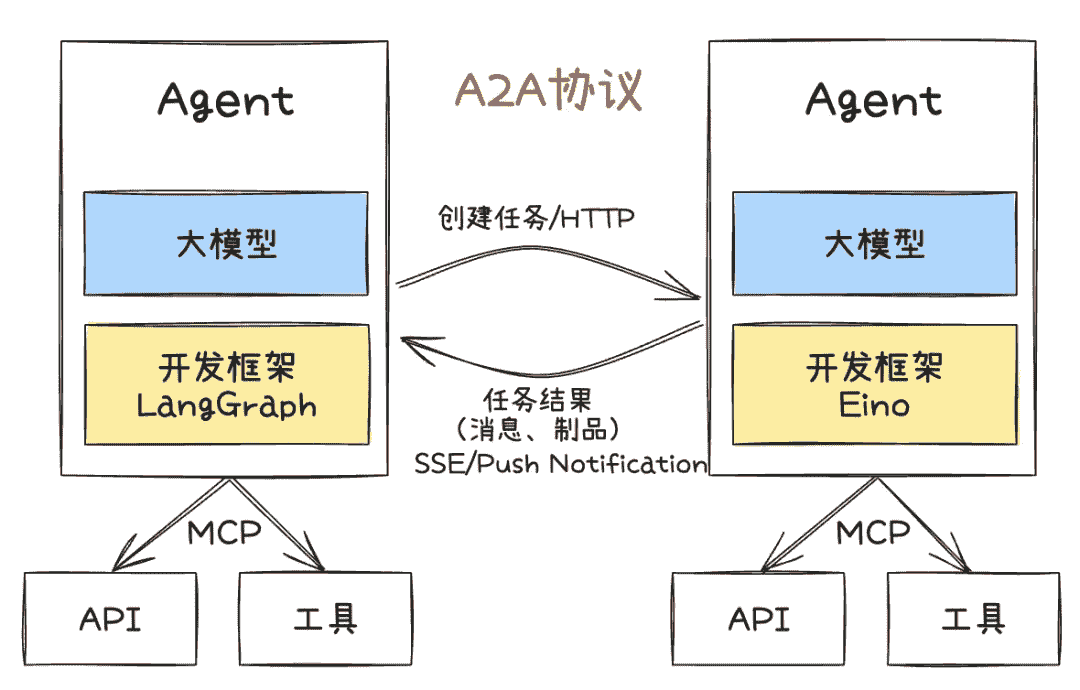 A2A协议
Agent
大模型
开发框架
LangGraph
MCP
API
工具
创建任务/HTTP
任务结果
（消息、制品）
SSE/Push Notification
Agent
大模型
开发框架
Eino
MCP
API
工具